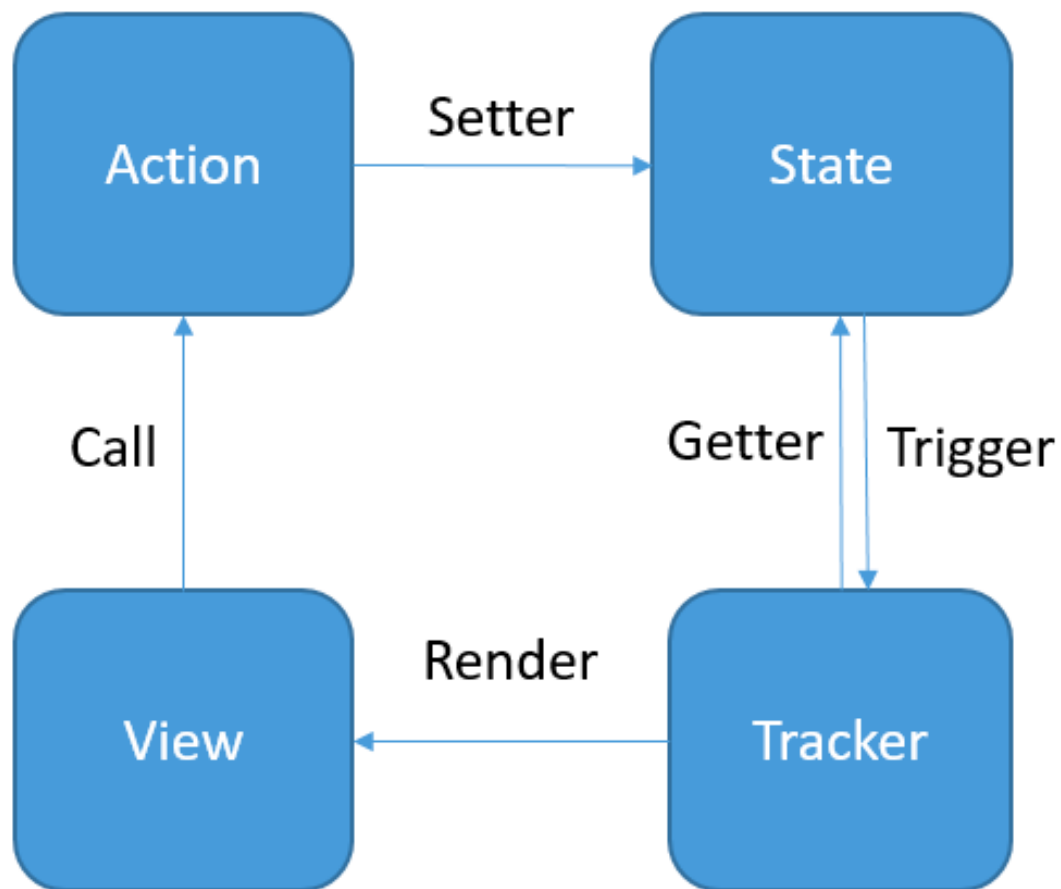 Action
Setter
State
Call
Getter
Trigger
View
Render
Tracker